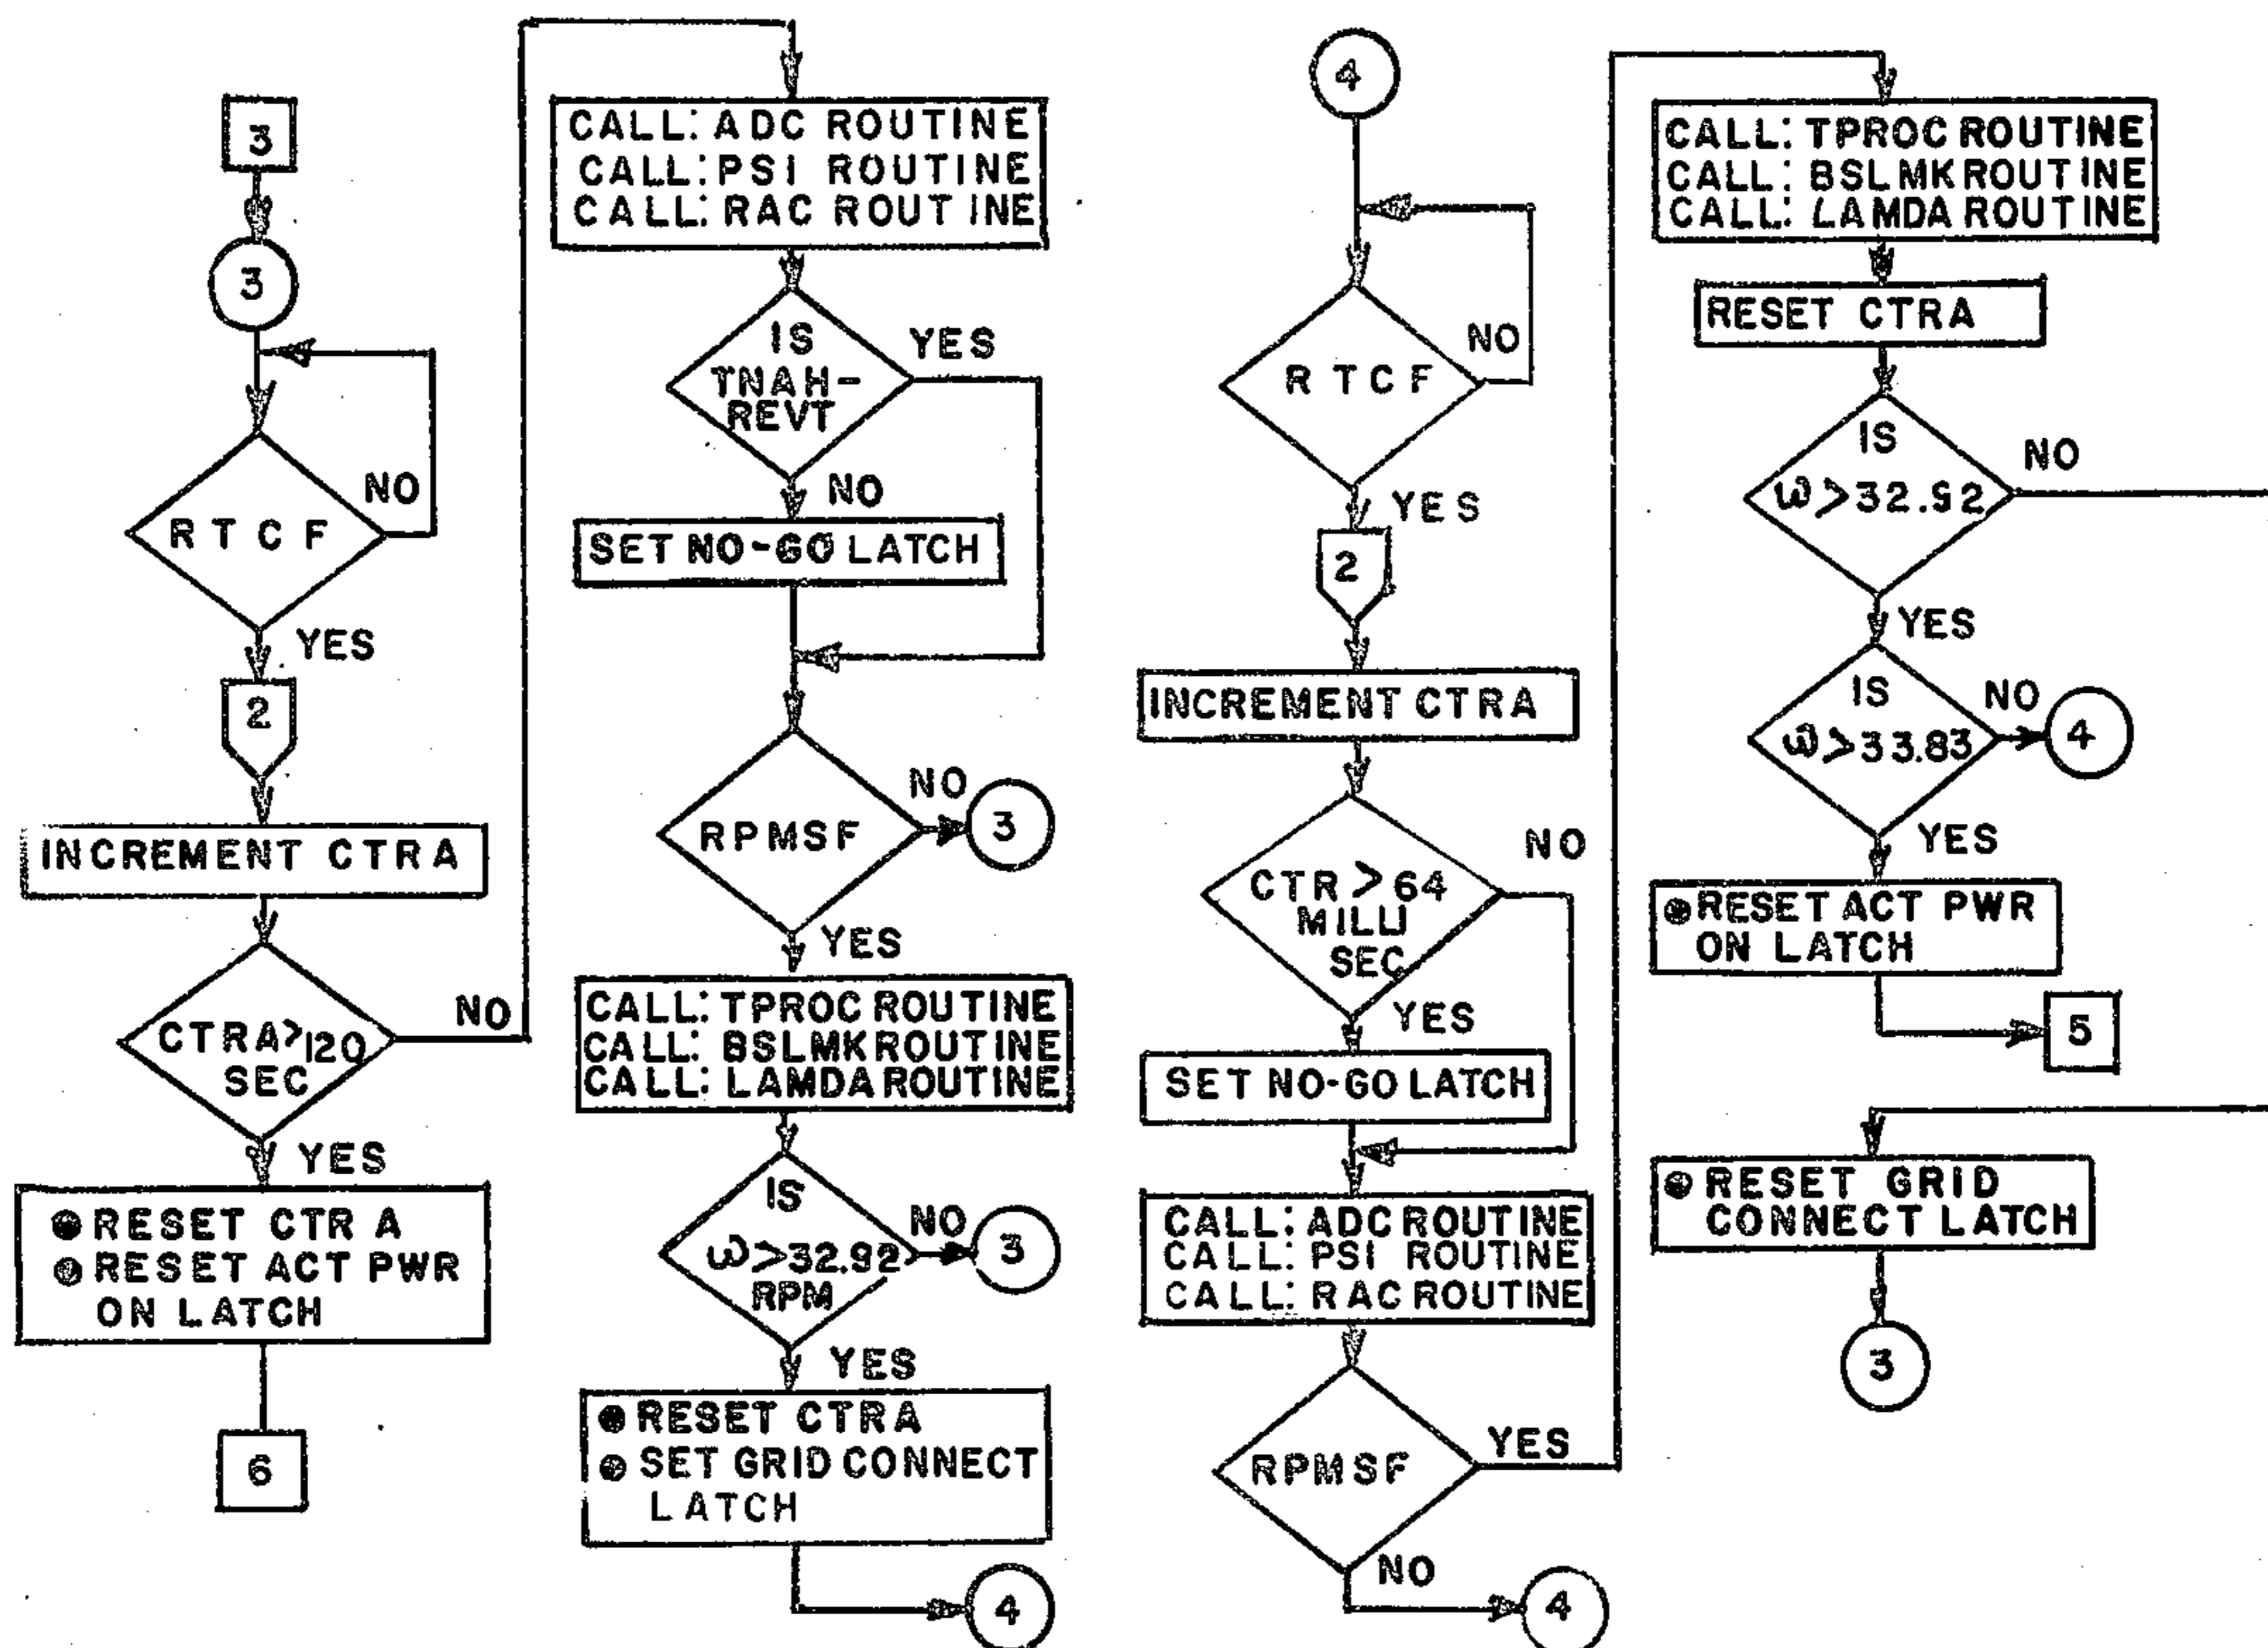 3
3
NO
R T C F
YES
2
INCREMENT CTRA
CTRA>120
SEC
NO
YES
RESET CTR A
RESET ACT PWR
ON LATCH
6
CALL: ADC ROUTINE
CALL: PSI ROUTINE
CALL: RAC ROUTINE
IS
TNAH-
REVT
YES
NO
SET NO-GO LATCH
RPMSF
NO
3
YES
CALL: TPROC ROUTINE
CALL: BSLMK ROUTINE
CALL: LAMDA ROUTINE
IS
ω>32.92
RPM
NO
3
YES
RESET CTRA
SET GRID CONNECT
LATCH
4
4
NO
R T C F
YES
2
INCREMENT CTRA
CTR>64
MILLI
SEC
NO
YES
SET NO-GO LATCH
CALL: ADC ROUTINE
CALL: PSI ROUTINE
CALL: RAC ROUTINE
RPMSF
YES
NO
4
CALL: TPROC ROUTINE
CALL: BSLMK ROUTINE
CALL: LAMDA ROUTINE
RESET CTRA
IS
ω>32.92
NO
YES
IS
ω>33.83
NO
4
YES
RESET ACT PWR
ON LATCH
5
RESET GRID
CONNECT LATCH
3